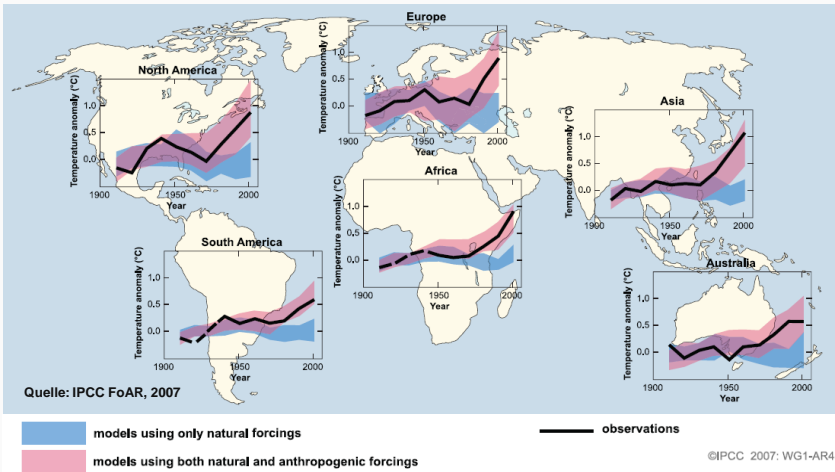 Europe
Temperature anomaly (°C)
1.0
0.5
0.0
1900
1950
2000
Year
North America
Temperature anomaly (°C)
1.0
0.5
0.0
1900
1950
2000
Year
Asia
Temperature anomaly (°C)
1.0
0.5
0.0
1900
1950
2000
Year
Africa
Temperature anomaly (°C)
1.0
0.5
0.0
1900
1950
2000
Year
South America
Temperature anomaly (°C)
1,0
0.5
0.0
1900
1950
2000
Year
Australia
Temperature anomaly (°C)
1,0
0.5
0.0
1900
1950
2000
Year
Quelle: IPCC FoAR, 2007
models using only natural forcings
observations
models using both natural and anthropogenic forcings
©IPCC 2007: WG1-AR4